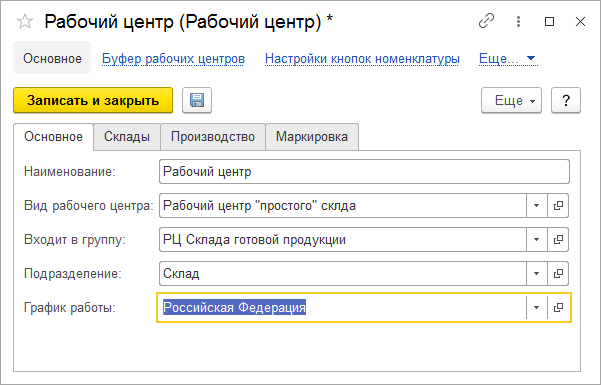 Рабочий центр (Рабочий центр) *
Основное Буфер рабочих центров Настройки кнопок номенклатуры Еще...
Записать и закрыть Еще ?
Основное Склады Производство Маркировка
Наименование: Рабочий центр
Вид рабочего центра: Рабочий центр "простого" склда
Входит в группу: РЦ Склада готовой продукции
Подразделение: Склад
График работы: Российская Федерация